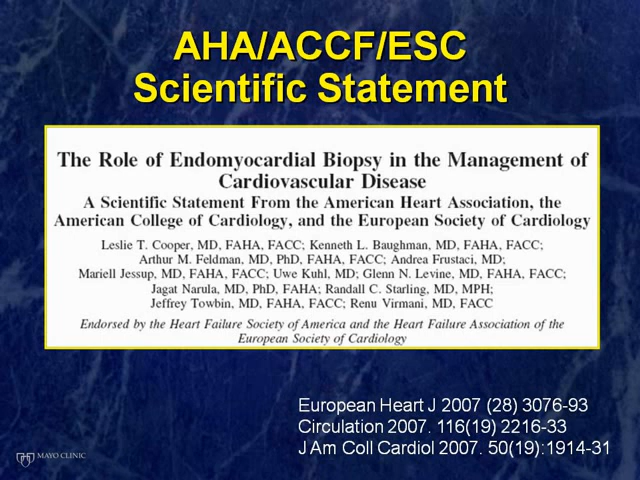 AHA/ACCF/ESC
Scientific Statement
The Role of Endomyocardial Biopsy in the Management of
Cardiovascular Disease
A Scientific Statement From the American Heart Association, the
American College of Cardiology, and the European Society of Cardiology
Leslie T. Cooper, MD, FAHA, FACC; Kenneth L. Baughman, MD, FAHA, FACC;
Arthur M. Feldman, MD, PhD, FAHA, FACC; Andrea Frustaci, MD;
Mariell Jessup, MD, FAHA, FACC; Uwe Kuhl, MD; Glenn N. Levine, MD, FAHA, FACC;
Jagat Narula, MD, PhD, FAHA; Randall C. Starling, MD, MPH;
Jeffrey Towbin, MD, FAHA, FACC; Renu Virmani, MD, FACC
Endorsed by the Heart Failure Society of America and the Heart Failure Association of the
European Society of Cardiology
European Heart J 2007 (28) 3076-93
Circulation 2007. 116(19) 2216-33
J Am Coll Cardiol 2007. 50(19):1914-31
MAYO CLINIC